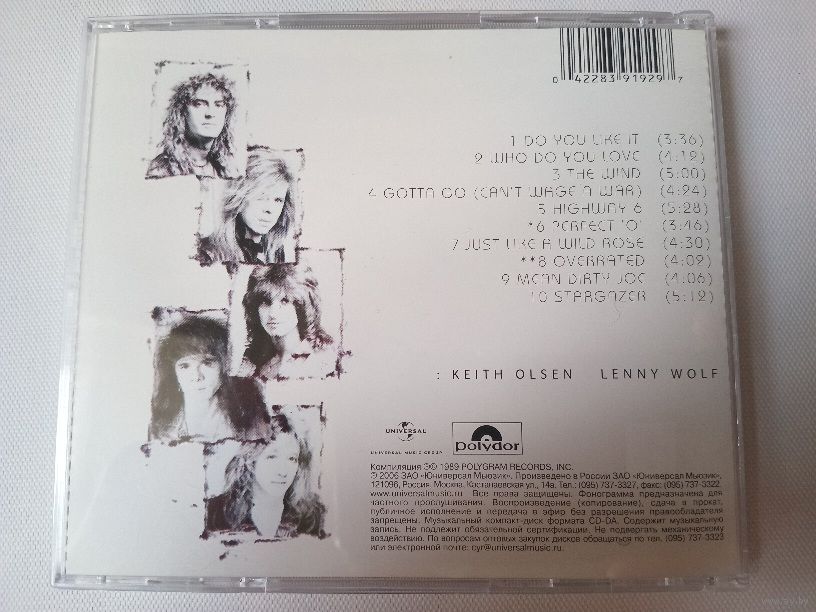 0 42283 91929 7
1 DO YOU LIKE IT (3:36)
2 WHO DO YOU LOVE (4:12)
3 THE WIND (5:00)
4 GOTTA GO (CAN'T WAGE A WAR) (4:24)
5 HIGHWAY 6 (5:28)
*6 PERFECT 'O' (3:46)
7 JUST LIKE A WILD ROSE (4:30)
**8 OVERRATED (4:02)
9 MEAN DIRTY JOE (4:06)
10 STARGAZER (5:12)
: KEITH OLSEN LENNY WOLF
UNIVERSAL
UNIVERSAL MUSIC GROUP
polydor
Компиляция ℗© 1989 POLYGRAM RECORDS, INC.
© 2006 ЗАО «Юниверсал Мьюзик». Произведено в России ЗАО «Юниверсал Мьюзик»,
121096, Россия, Москва, Кастанаевская ул., 14а. Тел. (095) 737-3327, факс: (095) 737-3322.
www.universalmusic.ru Все права защищены. Фонограмма предназначена для
частного прослушивания. Воспроизведение (копирование), сдача в прокат,
публичное исполнение и передача в эфир без разрешения правообладателя
запрещены. Музыкальный компакт-диск формата CD-DA. Содержит музыкальную
запись. Не подлежит обязательной сертификации. Не подвергать механическому
воздействию. По вопросам оптовых закупок дисков обращаться по тел. (095) 737-3323
или электронной почте: cyr@universalmusic.ru.